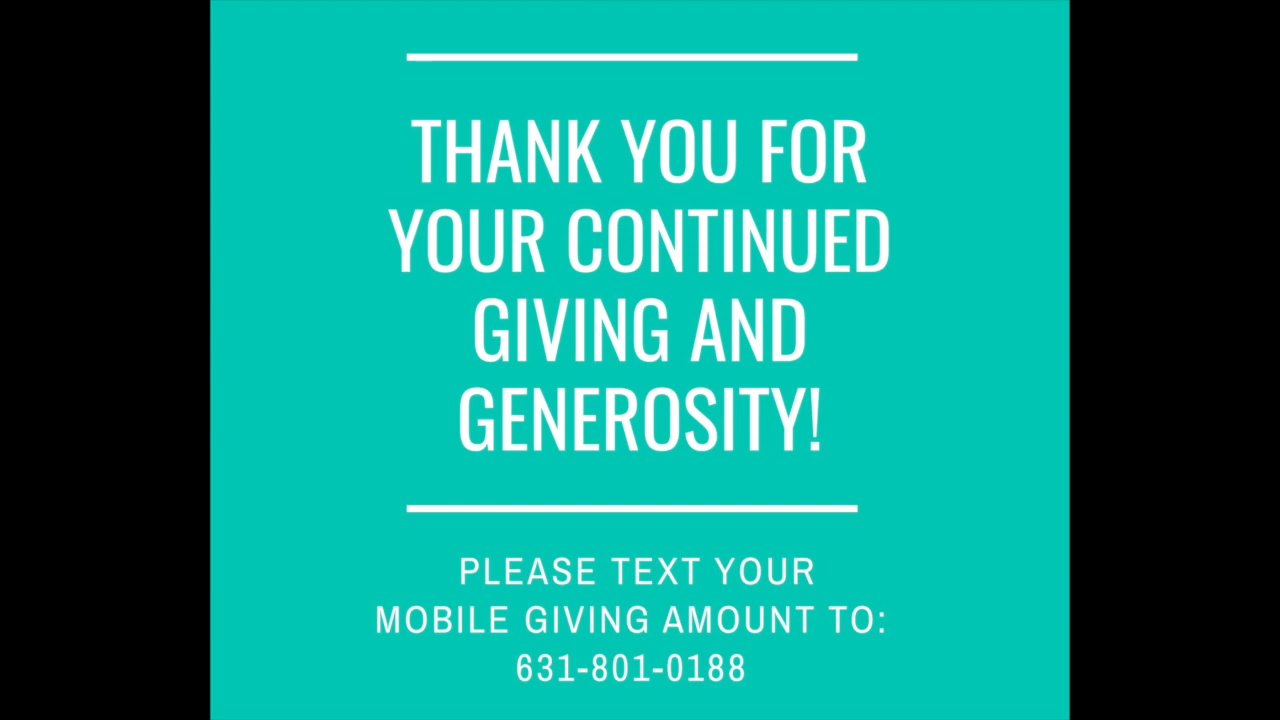 THANK YOU FOR
YOUR CONTINUED
GIVING AND
GENEROSITY!
PLEASE TEXT YOUR
MOBILE GIVING AMOUNT TO:
631-801-0188